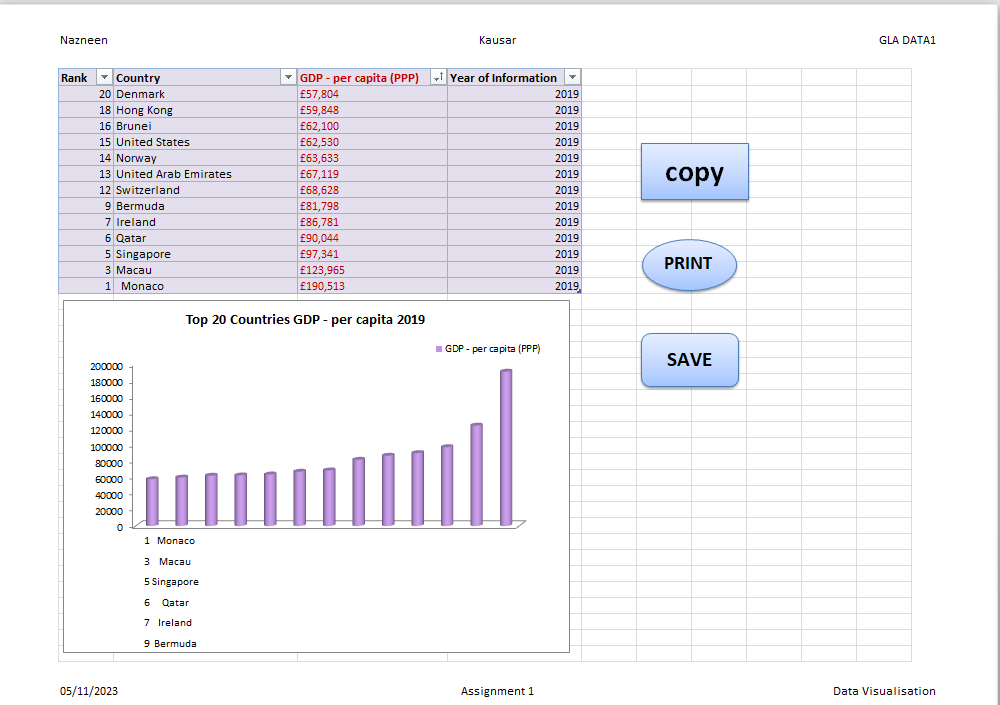 Nazneen Kausar GLA DATA1
Rank Country GDP - per capita (PPP) Year of Information
20 Denmark £57,804 2019
18 Hong Kong £59,848 2019
16 Brunei £62,100 2019
15 United States £62,530 2019
14 Norway £63,633 2019
13 United Arab Emirates £67,119 2019
12 Switzerland £68,628 2019
9 Bermuda £81,798 2019
7 Ireland £86,781 2019
6 Qatar £90,044 2019
5 Singapore £97,341 2019
3 Macau £123,965 2019
1 Monaco £190,513 2019
copy
PRINT
SAVE
Top 20 Countries GDP - per capita 2019
GDP - per capita (PPP)
200000
180000
160000
140000
120000
100000
80000
60000
40000
20000
0
1 Monaco
3 Macau
5 Singapore
6 Qatar
7 Ireland
9 Bermuda
05/11/2023 Assignment 1 Data Visualisation